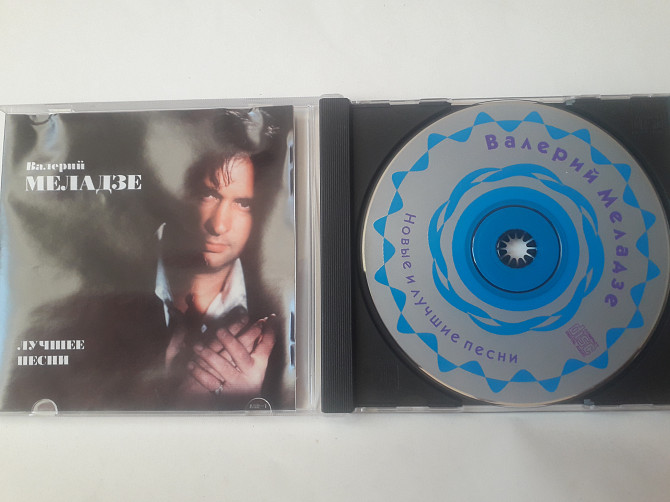 Валерий
МЕЛАДЗЕ
ЛУЧШЕЕ
ПЕСНИ
Валерий Меладзе
Новые и лучшие песни